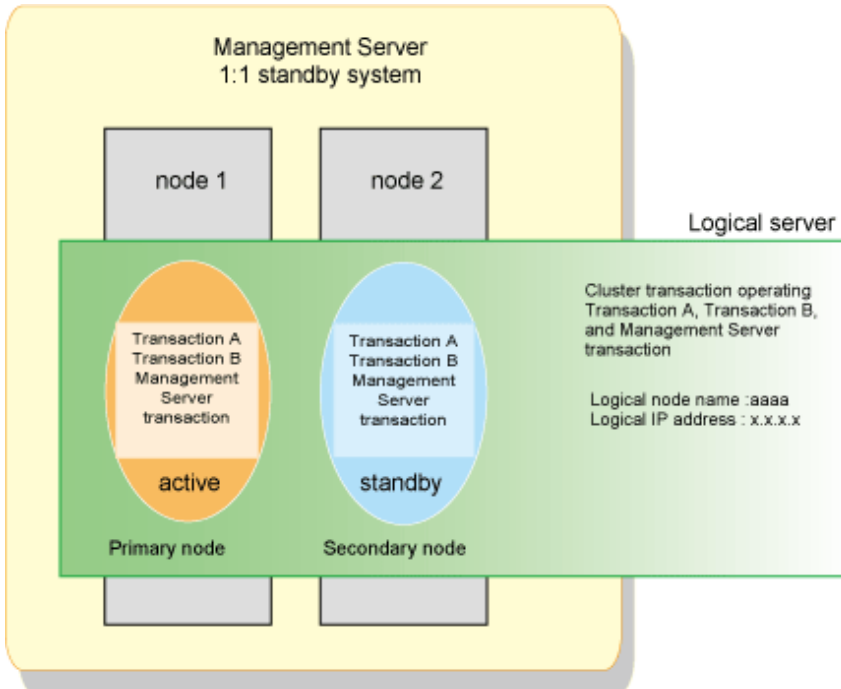 Management Server
1:1 standby system
node 1
node 2
Logical server
Transaction A
Transaction B
Management
Server
transaction
active
Primary node
Transaction A
Transaction B
Management
Server
transaction
standby
Secondary node
Cluster transaction operating
Transaction A, Transaction B,
and Management Server
transaction
Logical node name :aaaa
Logical IP address : x.x.x.x